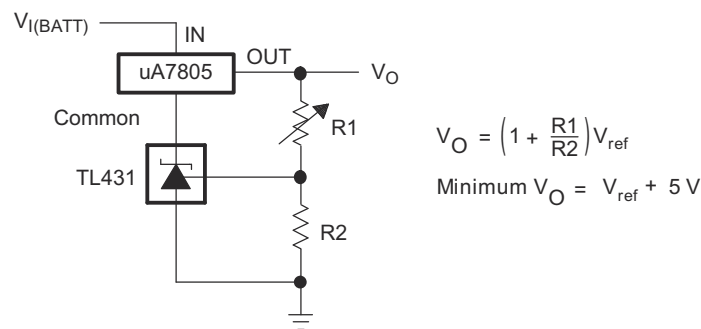 V_I(BATT)
IN
uA7805
OUT
V_O
Common
R1
TL431
R2
V_O = (1 + R1/R2)V_ref
Minimum V_O = V_ref + 5 V